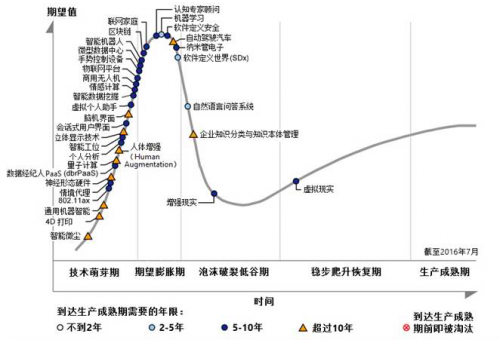 期望值
认知专家顾问
机器学习
软件定义安全
自动驾驶汽车
纳米管电子
软件定义世界(SDx)
联网家庭
区块链
智能机器人
微型数据中心
手势控制设备
物联网平台
商用无人机
情感计算
智能数据挖掘
虚拟个人助手
脑机界面
会话式用户界面
立体显示技术
智能工位
个人分析
量子计算
数据经纪人PaaS (dbrPaaS)
神经形态硬件
情境代理
802.11ax
通用机器智能
4D 打印
智能微尘
人体增强
(Human
Augmentation)
自然语言问答系统
企业知识分类与知识本体管理
增强现实
虚拟现实
截至2016年7月
技术萌芽期
期望膨胀期
泡沫破裂低谷期
稳步爬升恢复期
生产成熟期
时间
到达生产成熟期需要的年限:
不到2年
2-5年
5-10年
超过10年
到达生产成熟
期前即被淘汰